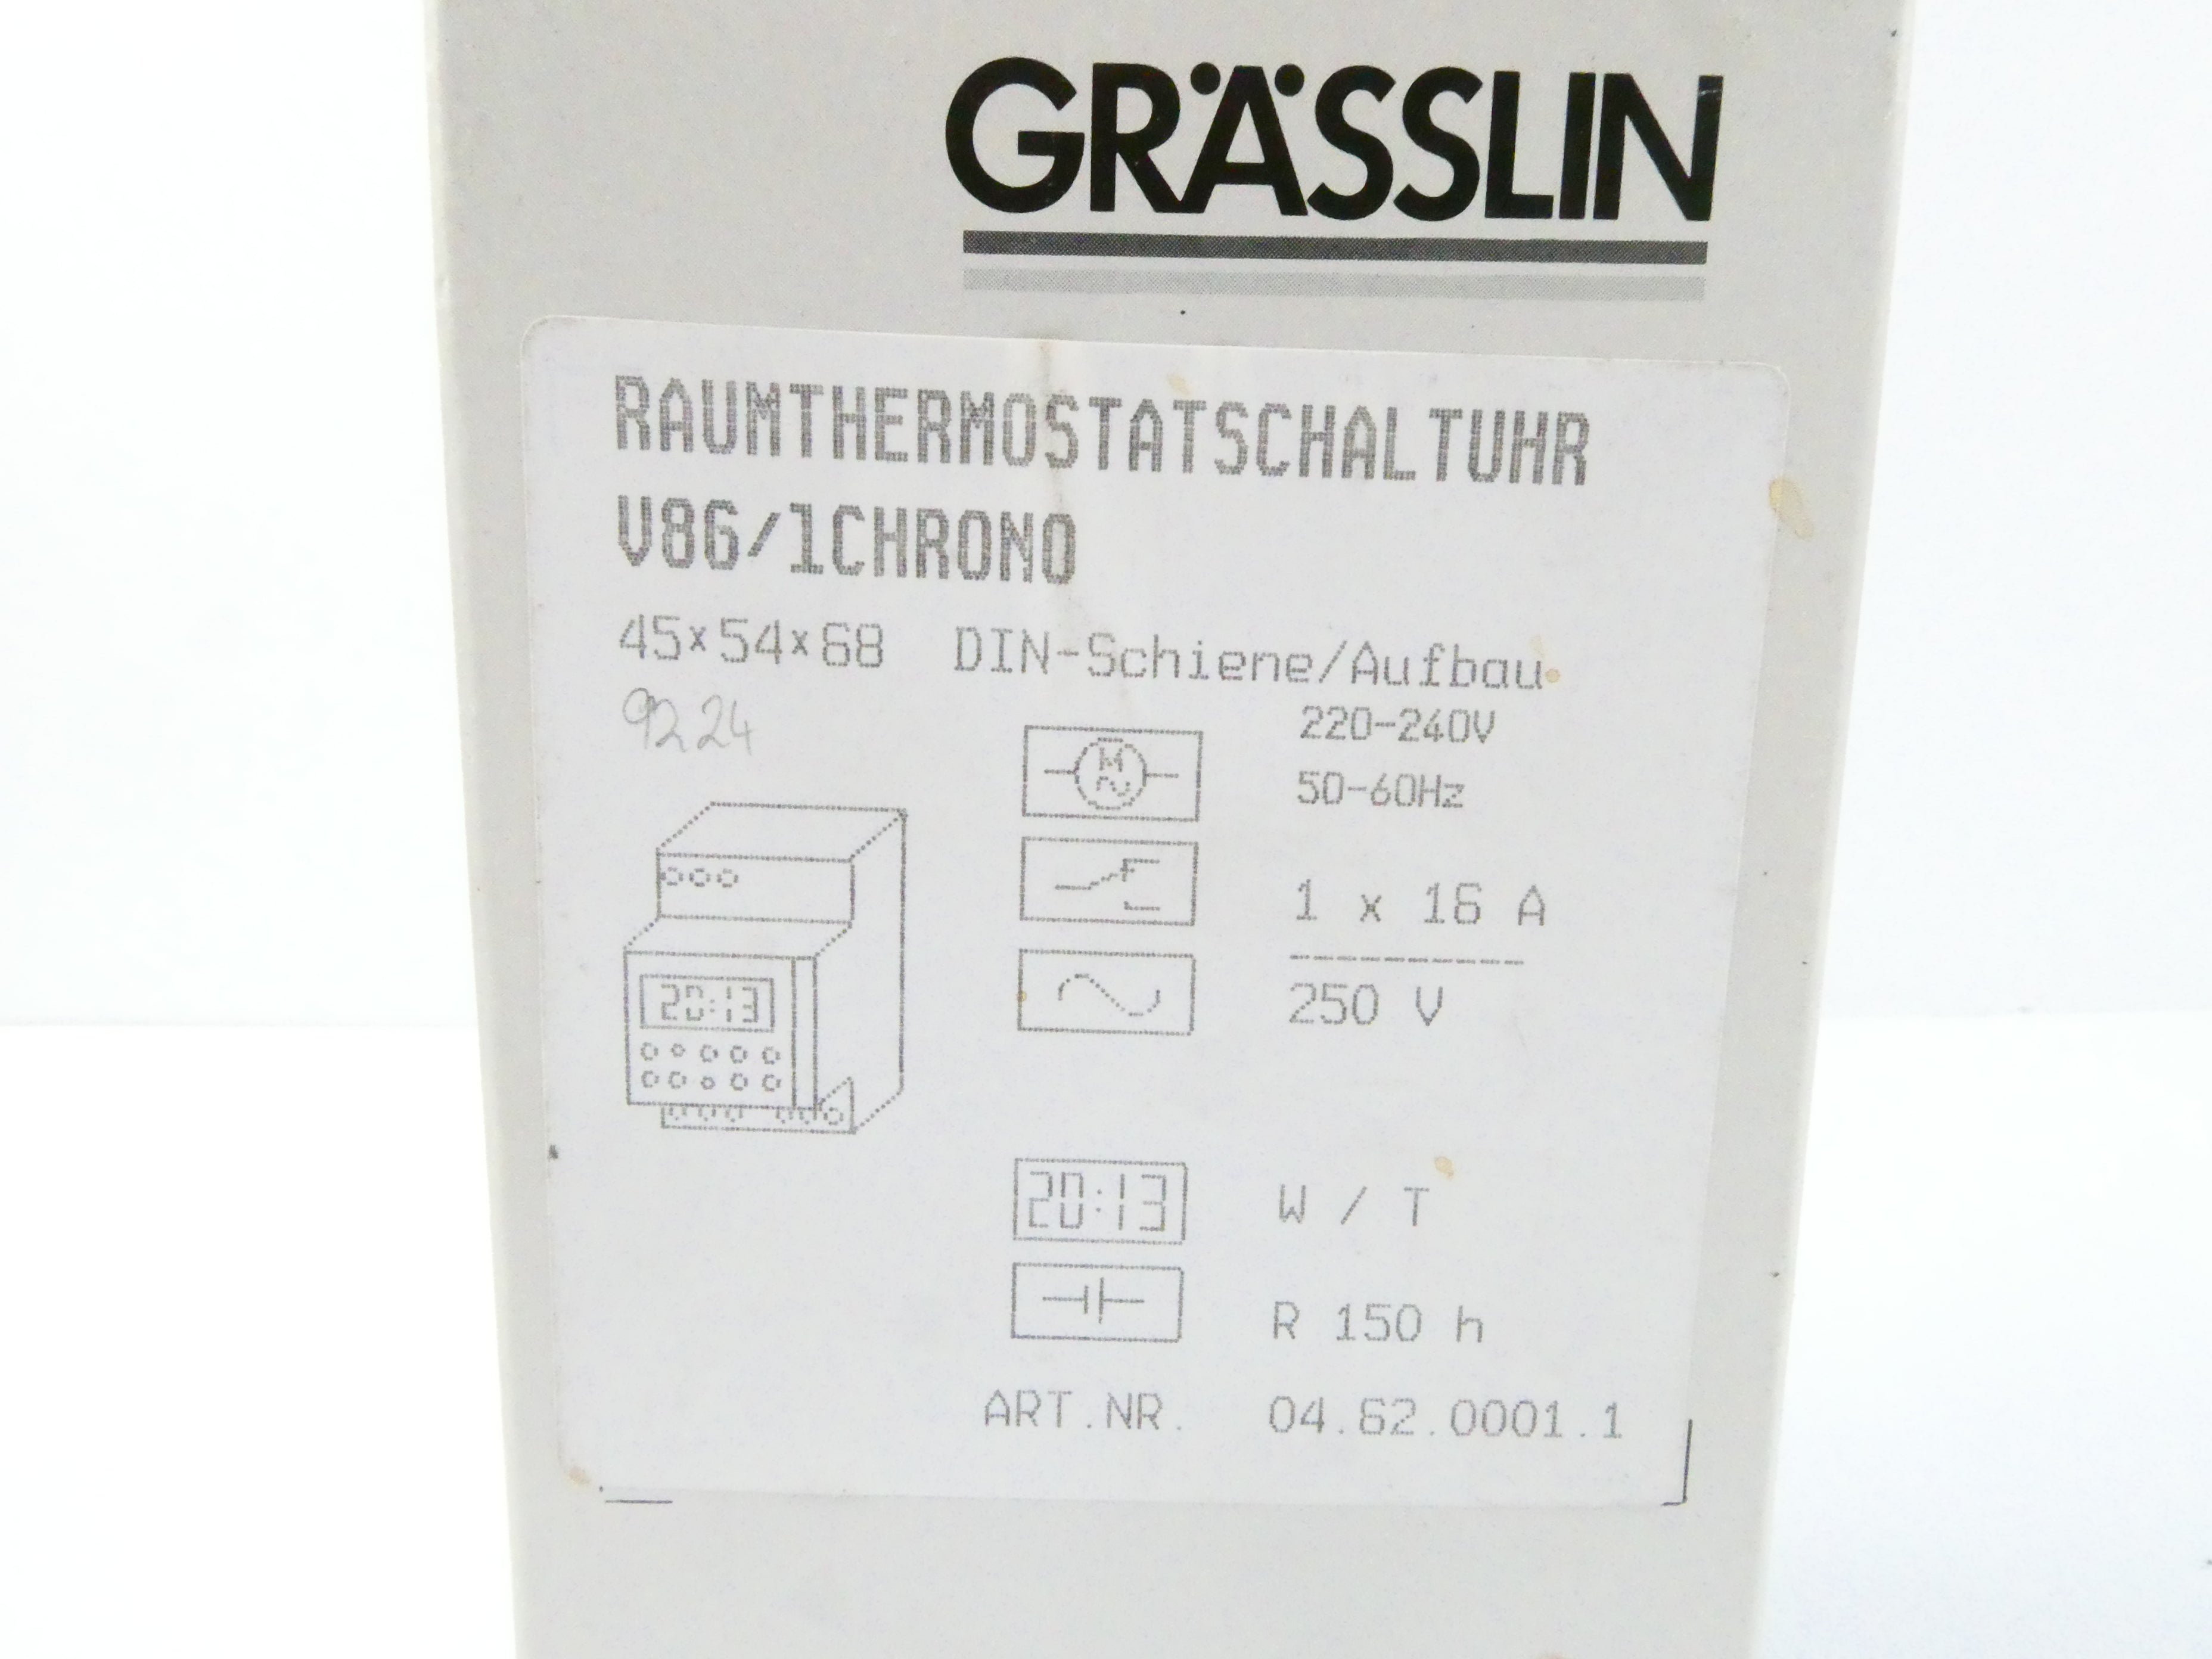 GRÄSSLIN
RAUMTHERMOSTATSCHALTUHR
V86/1CHRONO
45x54x68 DIN-Schiene/Aufbau
9224
220-240V
M
50-60Hz
1 x 16 A
250 V
20:13
20:13 W / T
R 150 h
ART.NR. 04.62.0001.1